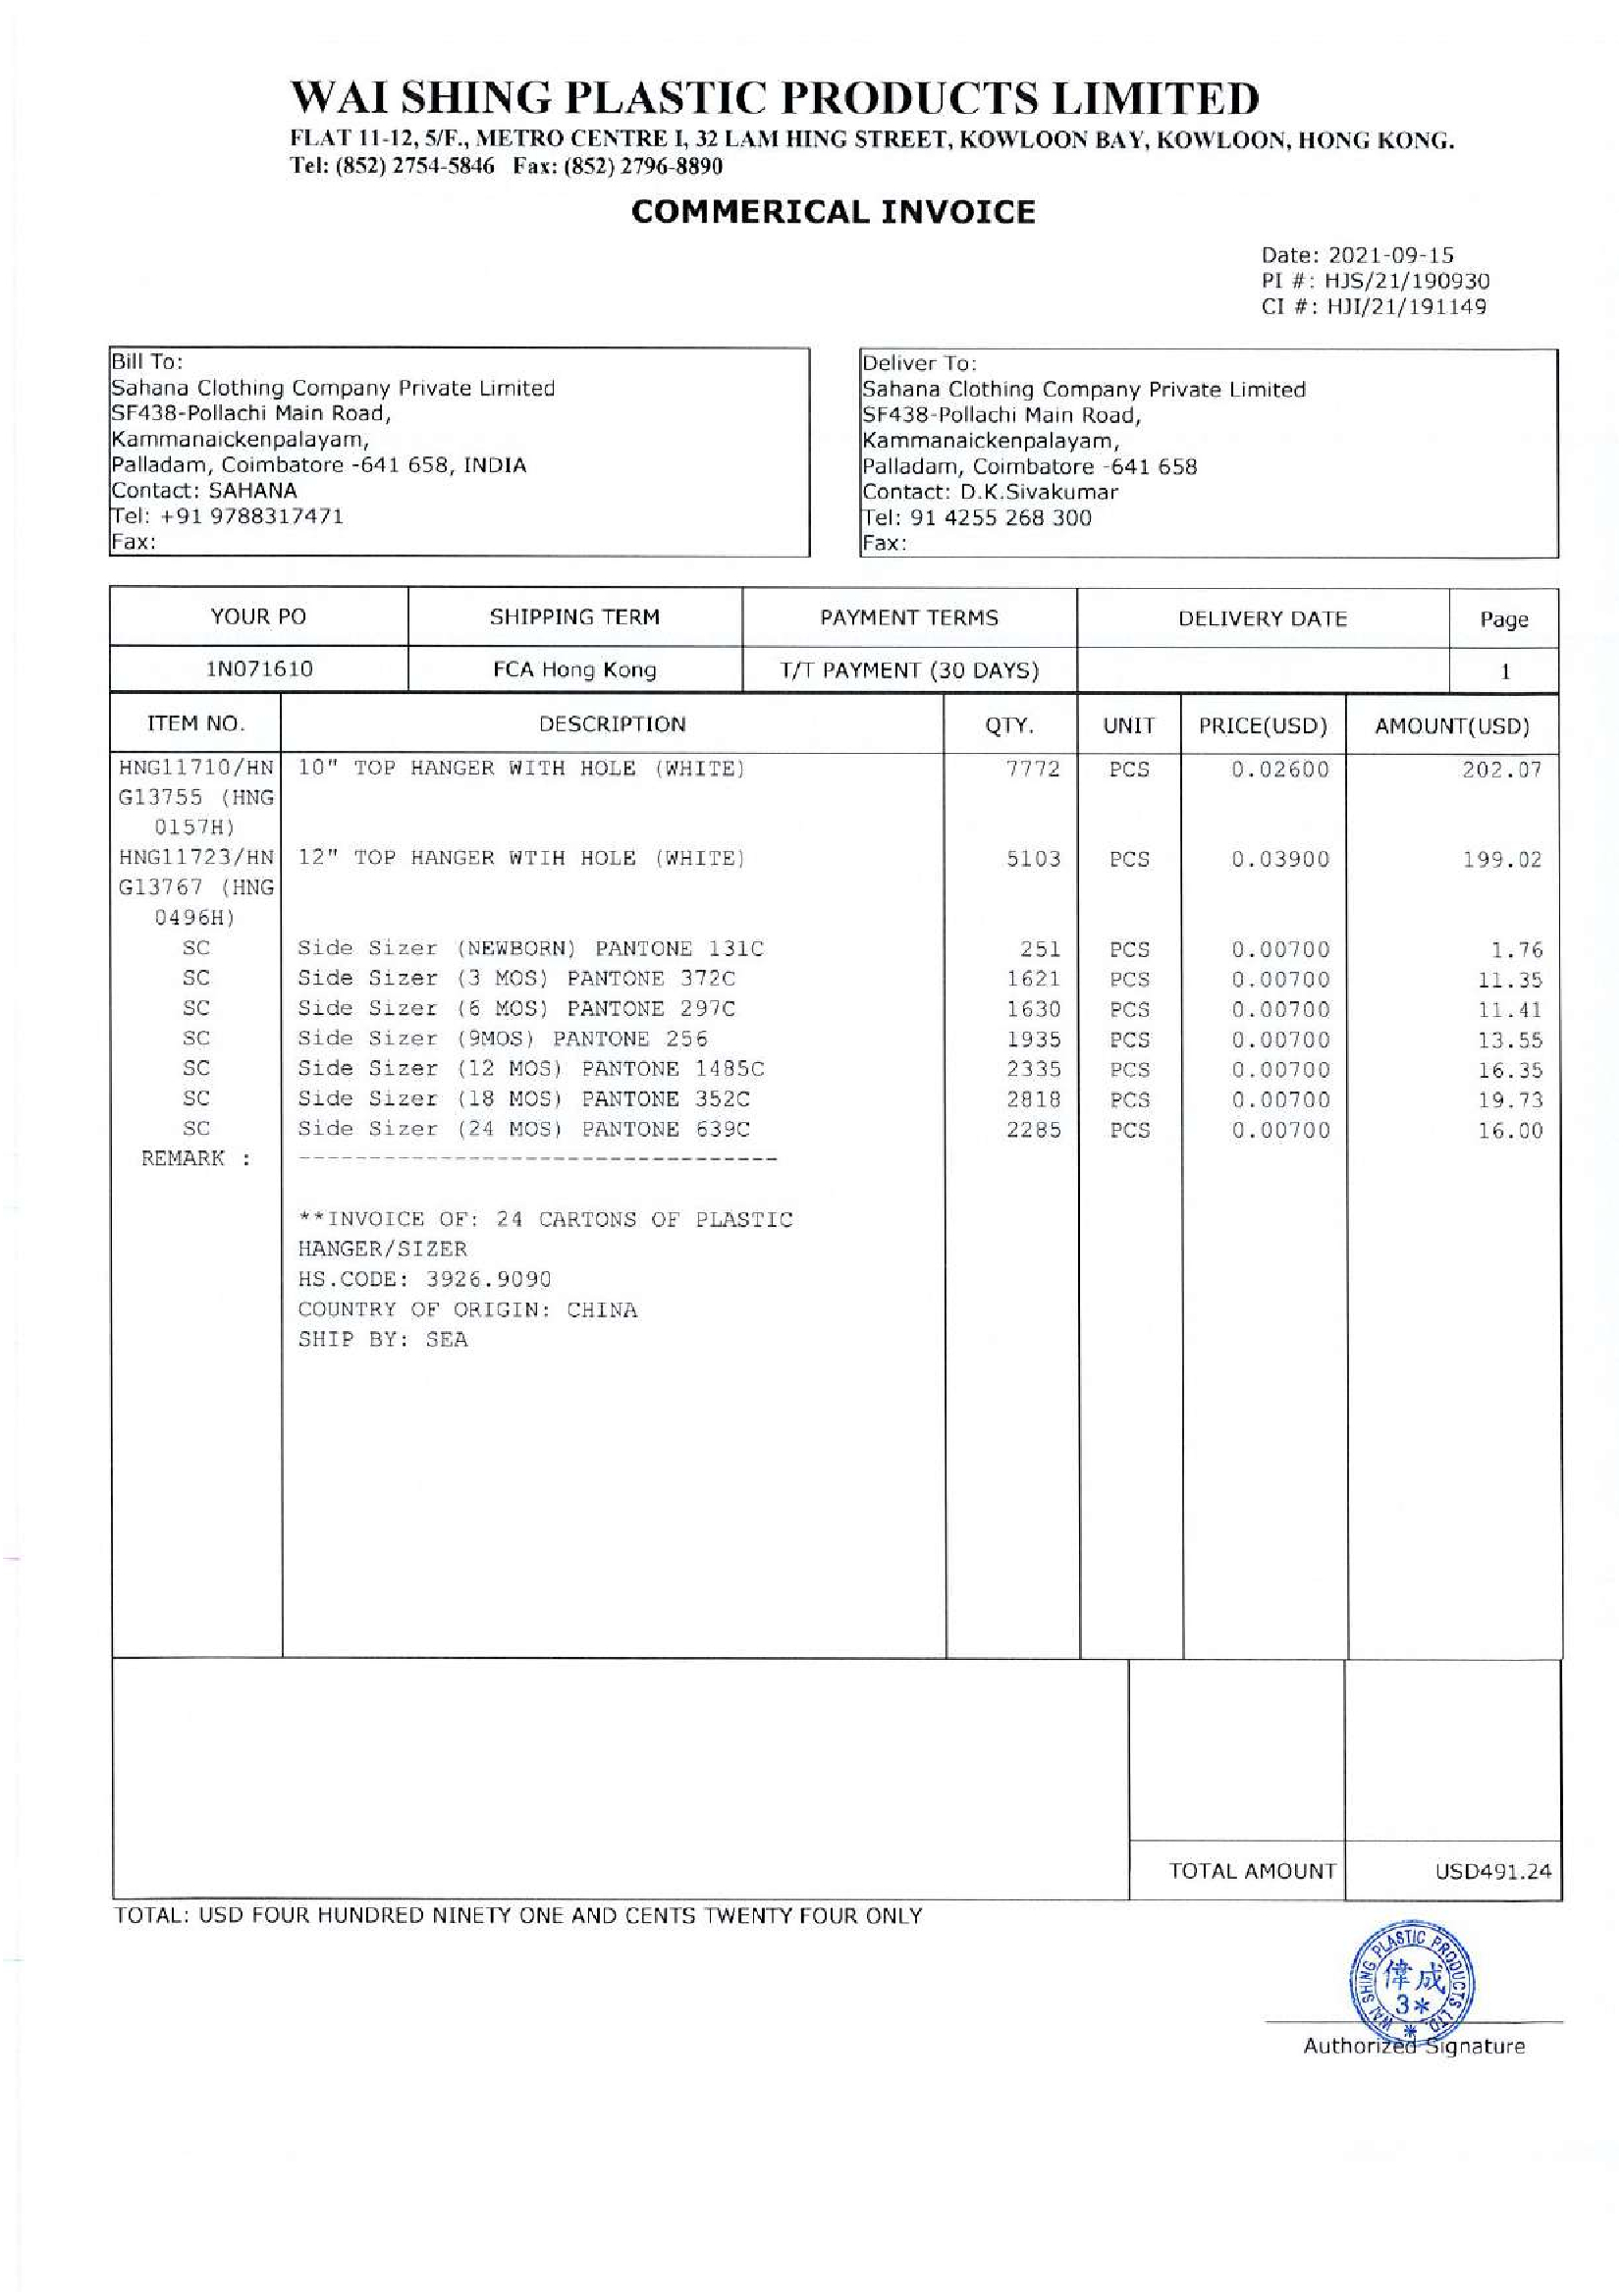 WAI SHING PLASTIC PRODUCTS LIMITED
FLAT 11-12, 5/F., METRO CENTRE I, 32 LAM HING STREET, KOWLOON BAY, KOWLOON, HONG KONG.
Tel: (852) 2754-5846 Fax: (852) 2796-8890
COMMERICAL INVOICE
Date: 2021-09-15
PI #: HJS/21/190930
CI #: HJI/21/191149
Bill To:
Sahana Clothing Company Private Limited
SF438-Pollachi Main Road,
Kammanaickenpalayam,
Palladam, Coimbatore -641 658, INDIA
Contact: SAHANA
Tel: +91 9788317471
Fax:
Deliver To:
Sahana Clothing Company Private Limited
SF438-Pollachi Main Road,
Kammanaickenpalayam,
Palladam, Coimbatore -641 658
Contact: D.K.Sivakumar
Tel: 91 4255 268 300
Fax:
YOUR PO SHIPPING TERM PAYMENT TERMS DELIVERY DATE Page
1N071610 FCA Hong Kong T/T PAYMENT (30 DAYS) 1
ITEM NO. DESCRIPTION QTY. UNIT PRICE(USD) AMOUNT(USD)
HNG11710/HN 10" TOP HANGER WITH HOLE (WHITE) 7772 PCS 0.02600 202.07
G13755 (HNG
0157H)
HNG11723/HN 12" TOP HANGER WTIH HOLE (WHITE) 5103 PCS 0.03900 199.02
G13767 (HNG
0496H)
SC Side Sizer (NEWBORN) PANTONE 131C 251 PCS 0.00700 1.76
SC Side Sizer (3 MOS) PANTONE 372C 1621 PCS 0.00700 11.35
SC Side Sizer (6 MOS) PANTONE 297C 1630 PCS 0.00700 11.41
SC Side Sizer (9MOS) PANTONE 256 1935 PCS 0.00700 13.55
SC Side Sizer (12 MOS) PANTONE 1485C 2335 PCS 0.00700 16.35
SC Side Sizer (18 MOS) PANTONE 352C 2818 PCS 0.00700 19.73
SC Side Sizer (24 MOS) PANTONE 639C 2285 PCS 0.00700 16.00
REMARK : ----------------------------------
**INVOICE OF: 24 CARTONS OF PLASTIC
HANGER/SIZER
HS.CODE: 3926.9090
COUNTRY OF ORIGIN: CHINA
SHIP BY: SEA
TOTAL AMOUNT USD491.24
TOTAL: USD FOUR HUNDRED NINETY ONE AND CENTS TWENTY FOUR ONLY
WAI SHING PLASTIC PRODUCTS LTD.
偉成
3*
*
Authorized Signature